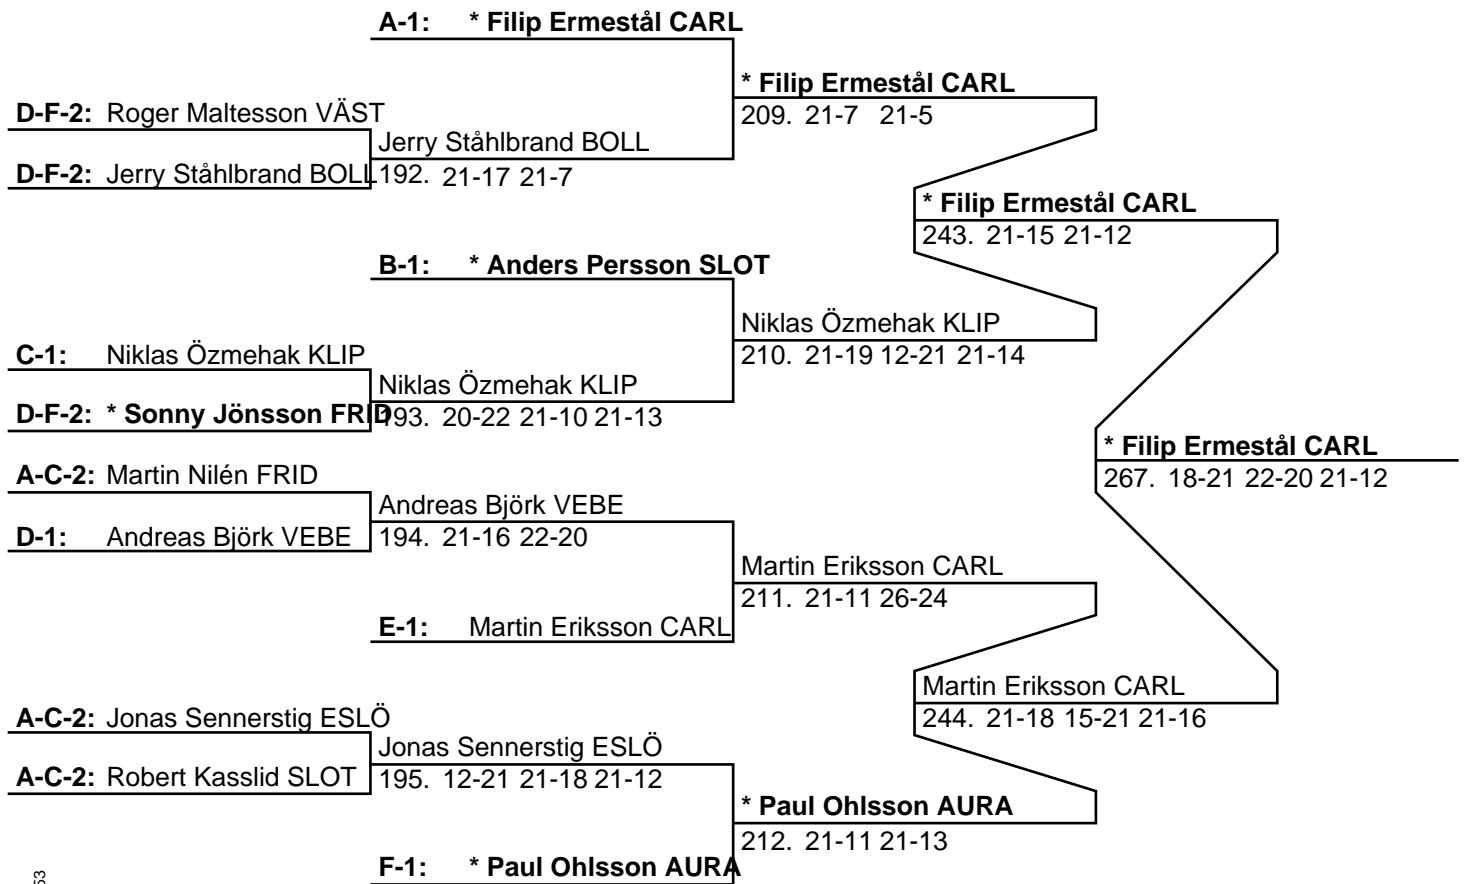 A-1: * Filip Ermestål CARL
* Filip Ermestål CARL
D-F-2: Roger Maltesson VÄST
209. 21-7 21-5
Jerry Ståhlbrand BOLL
D-F-2: Jerry Ståhlbrand BOLL
192. 21-17 21-7
* Filip Ermestål CARL
243. 21-15 21-12
B-1: * Anders Persson SLOT
Niklas Özmehak KLIP
C-1: Niklas Özmehak KLIP
210. 21-19 12-21 21-14
Niklas Özmehak KLIP
D-F-2: * Sonny Jönsson FRID
193. 20-22 21-10 21-13
* Filip Ermestål CARL
A-C-2: Martin Nilén FRID
267. 18-21 22-20 21-12
Andreas Björk VEBE
D-1: Andreas Björk VEBE
194. 21-16 22-20
Martin Eriksson CARL
211. 21-11 26-24
E-1: Martin Eriksson CARL
Martin Eriksson CARL
A-C-2: Jonas Sennerstig ESLÖ
244. 21-18 15-21 21-16
Jonas Sennerstig ESLÖ
A-C-2: Robert Kasslid SLOT
195. 12-21 21-18 21-12
* Paul Ohlsson AURA
212. 21-11 21-13
F-1: * Paul Ohlsson AURA
53